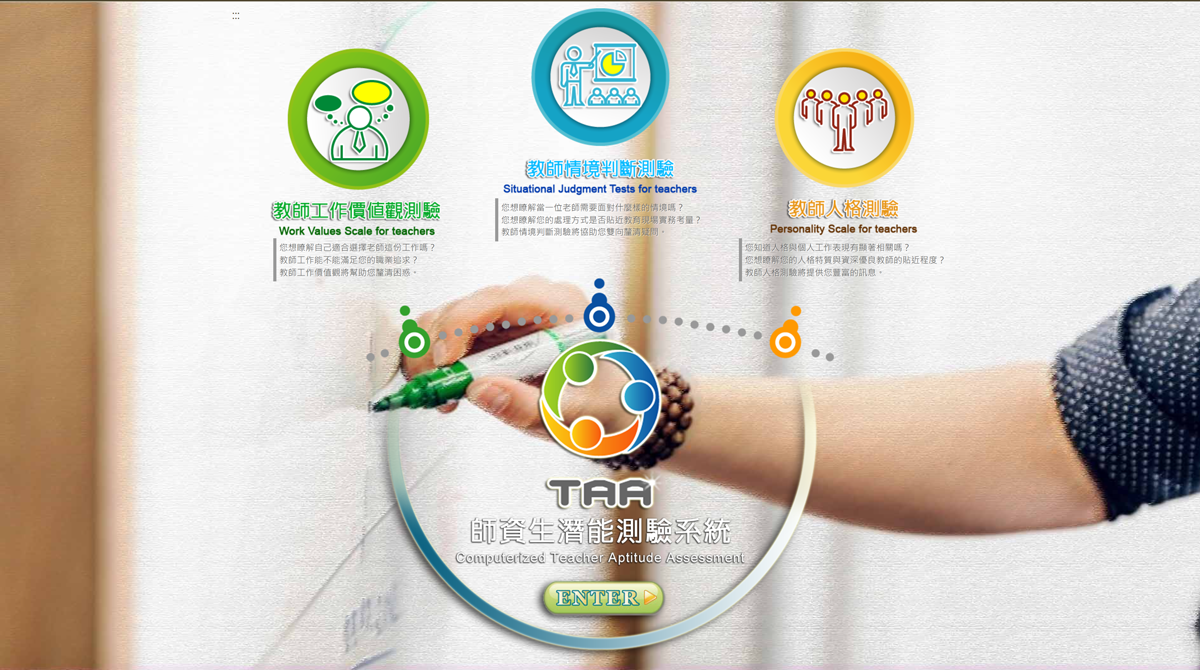 :::
教師工作價值觀測驗
Work Values Scale for teachers
您想瞭解自己適合選擇老師這份工作嗎？
教師工作能不能滿足您的職業追求？
教師工作價值觀將幫助您釐清困惑。
教師情境判斷測驗
Situational Judgment Tests for teachers
您想瞭解當一位老師需要面對什麼樣的情境嗎？
您想瞭解您的處理方式是否貼近教育現場實務考量？
教師情境判斷測驗將協助您雙向釐清疑問。
教師人格測驗
Personality Scale for teachers
您知道人格與個人工作表現有顯著相關嗎？
您想瞭解您的人格特質與資深優良教師的貼近程度？
教師人格測驗將提供您豐富的訊息。
TAA
師資生潛能測驗系統
Computerized Teacher Aptitude Assessment
ENTER